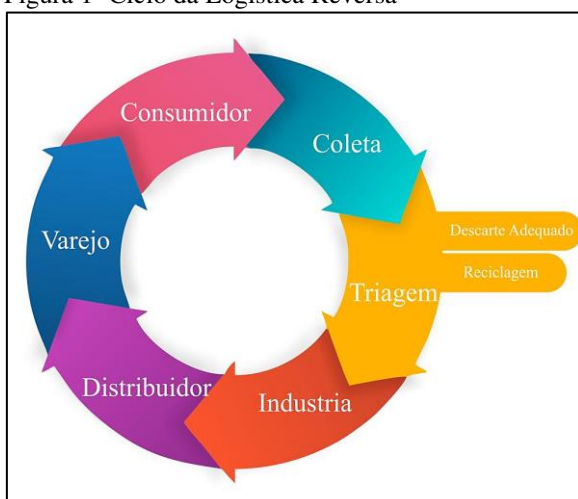 Figura 1- Ciclo da Logística Reversa
Consumidor
Coleta
Descarte Adequado
Reciclagem
Triagem
Industria
Distribuidor
Varejo